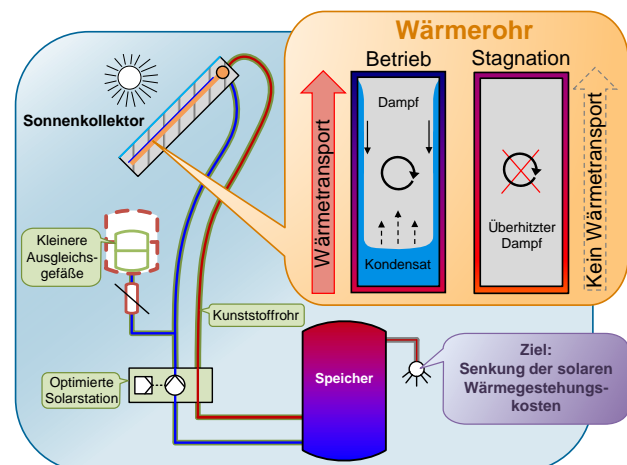 Wärmerohr
Betrieb
Stagnation
Wärmetransport
Dampf
Kondensat
Überhitzter
Dampf
Kein Wärmetransport
Sonnenkollektor
Kleinere
Ausgleichs-
gefäße
Kunststoffrohr
Optimierte
Solarstation
Speicher
Ziel:
Senkung der solaren
Wärmegestehungs-
kosten